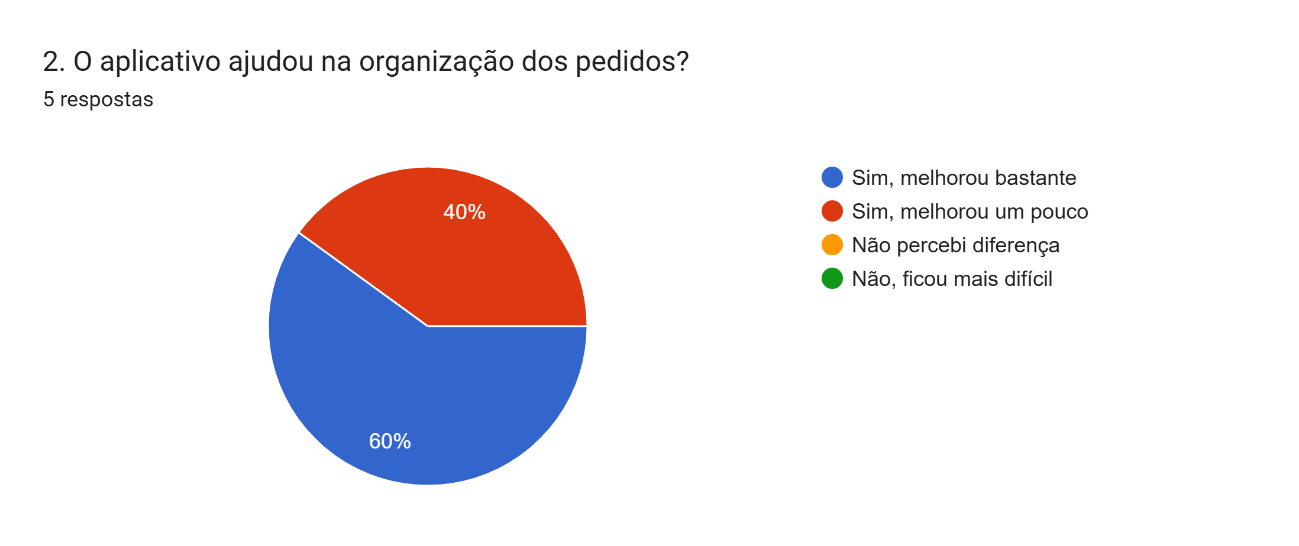 2. O aplicativo ajudou na organização dos pedidos?
5 respostas
40%
60%
Sim, melhorou bastante
Sim, melhorou um pouco
Não percebi diferença
Não, ficou mais difícil